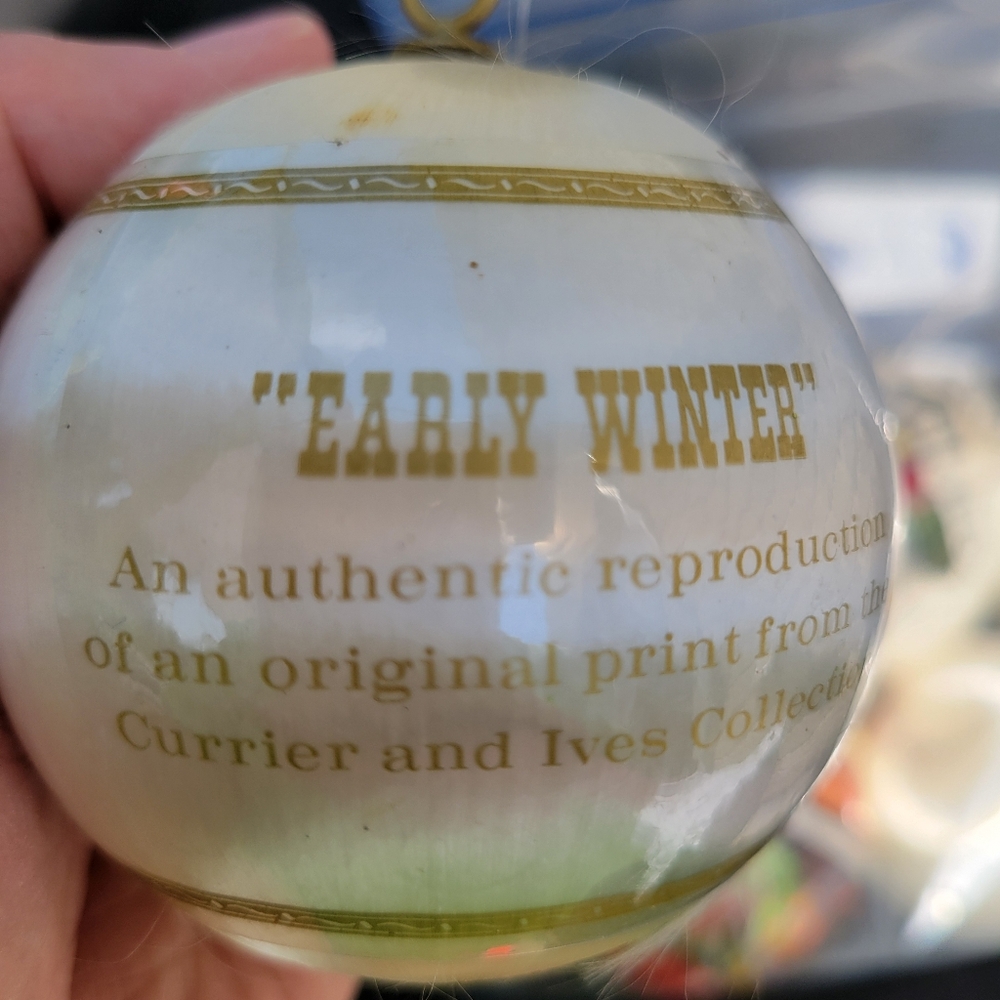 "EARLY WINTER"
An authentic reproduction
of an original print from the
Currier and Ives Collection